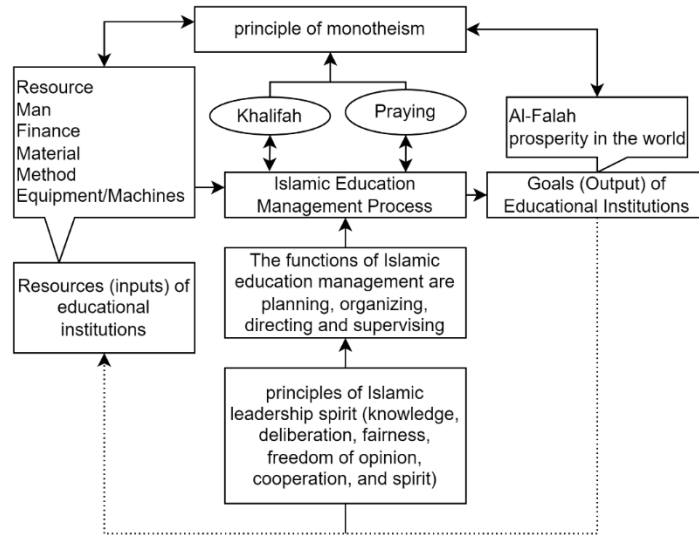 principle of monotheism
Resource
Man
Finance
Material
Method
Equipment/Machines
Khalifah
Praying
Al-Falah
prosperity in the world
Islamic Education
Management Process
Goals (Output) of
Educational Institutions
Resources (inputs) of
educational
institutions
The functions of Islamic
education management are
planning, organizing,
directing and supervising
principles of Islamic
leadership spirit (knowledge,
deliberation, fairness,
freedom of opinion,
cooperation, and spirit)